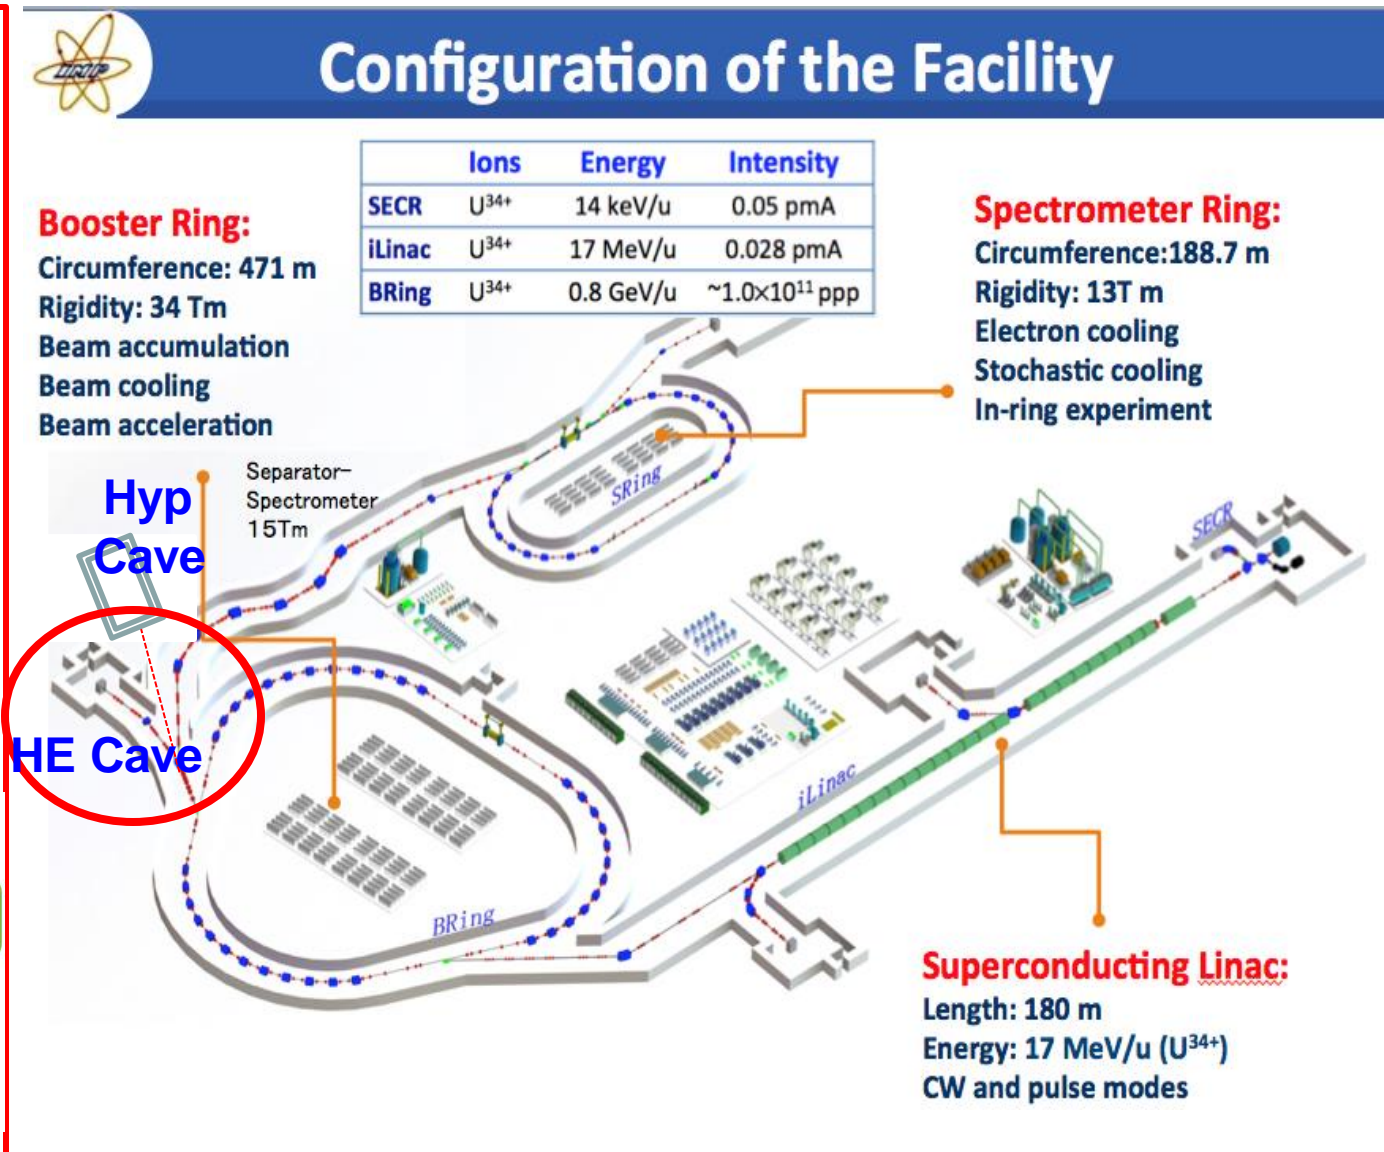 IMP
Configuration of the Facility
Ions Energy Intensity
SECR U³⁴⁺ 14 keV/u 0.05 pmA
iLinac U³⁴⁺ 17 MeV/u 0.028 pmA
BRing U³⁴⁺ 0.8 GeV/u ~1.0×10¹¹ ppp
Booster Ring:
Circumference: 471 m
Rigidity: 34 Tm
Beam accumulation
Beam cooling
Beam acceleration
Spectrometer Ring:
Circumference:188.7 m
Rigidity: 13T m
Electron cooling
Stochastic cooling
In-ring experiment
Separator-
Spectrometer
15Tm
Hyp
Cave
HE Cave
SRing
SECR
iLinac
BRing
Superconducting Linac:
Length: 180 m
Energy: 17 MeV/u (U³⁴⁺)
CW and pulse modes